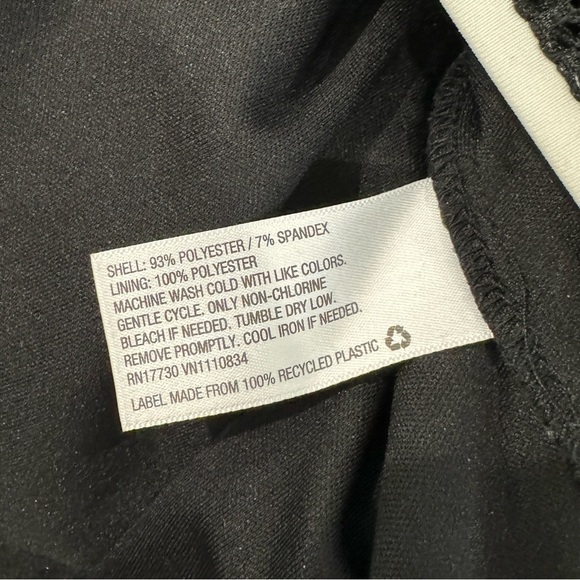 SHELL: 93% POLYESTER / 7% SPANDEX
LINING: 100% POLYESTER
MACHINE WASH COLD WITH LIKE COLORS.
GENTLE CYCLE. ONLY NON-CHLORINE
BLEACH IF NEEDED. TUMBLE DRY LOW.
REMOVE PROMPTLY. COOL IRON IF NEEDED.
RN17730 VN1110834
LABEL MADE FROM 100% RECYCLED PLASTIC